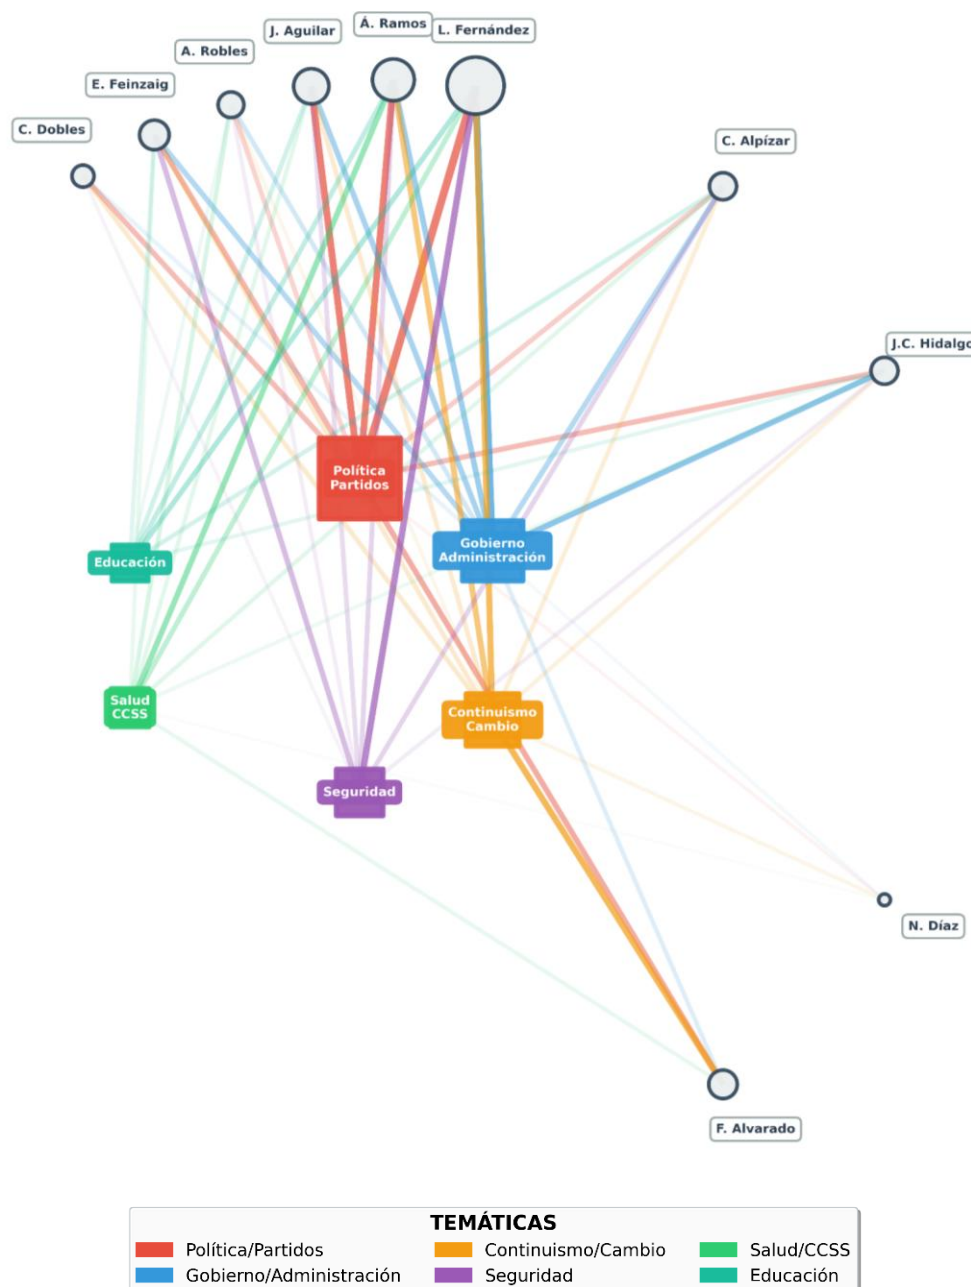 Á. Ramos
L. Fernández
J. Aguilar
A. Robles
E. Feinzaig
C. Dobles
C. Alpízar
J.C. Hidalgo
Política
Partidos
Gobierno
Administración
Educación
Salud
CCSS
Continuismo
Cambio
Seguridad
N. Díaz
F. Alvarado
TEMÁTICAS
Política/Partidos
Continuismo/Cambio
Salud/CCSS
Gobierno/Administración
Seguridad
Educación